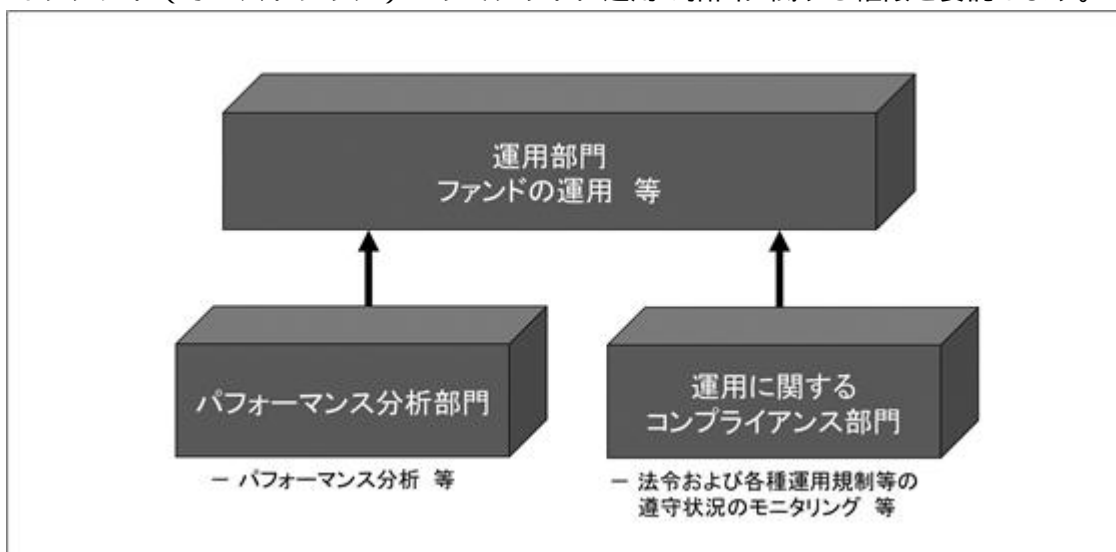 運用部門
ファンドの運用 等
パフォーマンス分析部門
－ パフォーマンス分析 等
運用に関する
コンプライアンス部門
－ 法令および各種運用規制等の
遵守状況のモニタリング 等